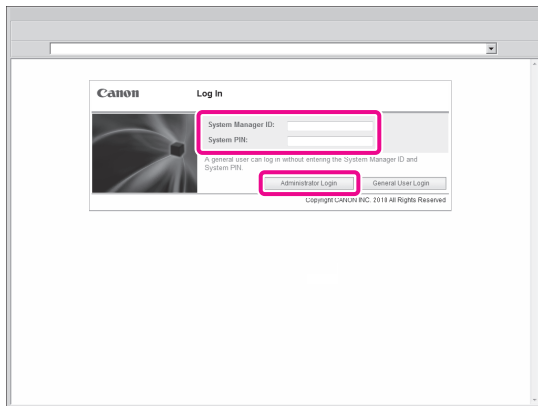 Canon
Log In
System Manager ID:
System PIN:
A general user can log in without entering the System Manager ID and
System PIN.
Administrator Login
General User Login
Copyright CANON INC. 2010 All Rights Reserved